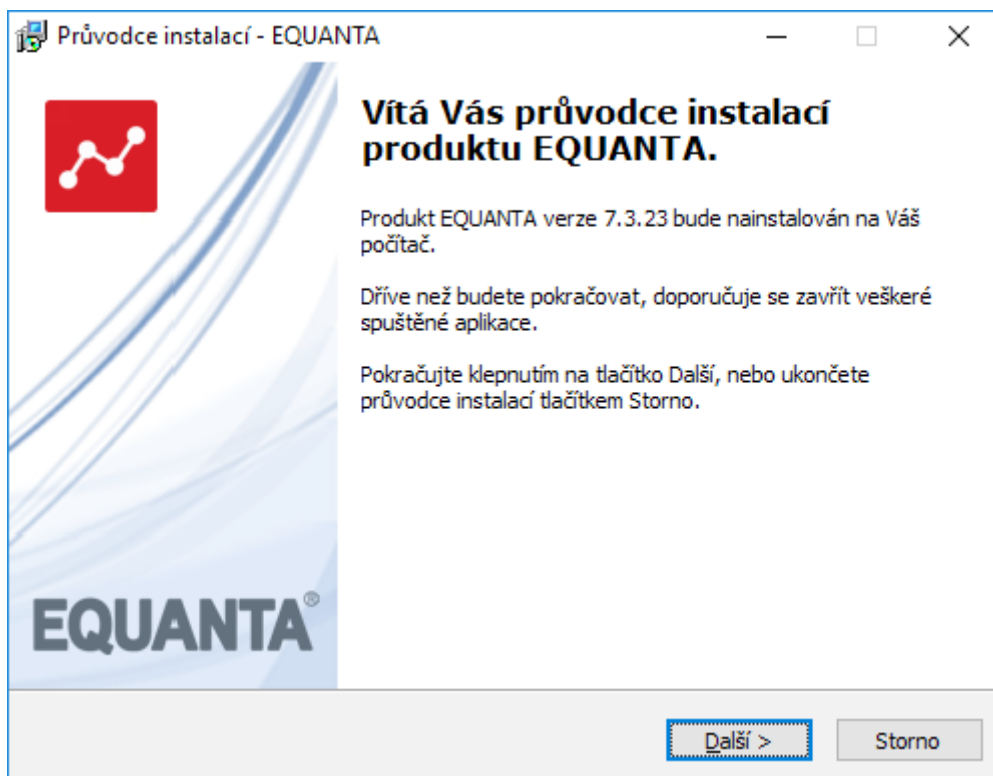 Průvodce instalací - EQUANTA
Vítá Vás průvodce instalací
produktu EQUANTA.
Produkt EQUANTA verze 7.3.23 bude nainstalován na Váš
počítač.
Dříve než budete pokračovat, doporučuje se zavřít veškeré
spuštěné aplikace.
Pokračujte klepnutím na tlačítko Další, nebo ukončete
průvodce instalací tlačítkem Storno.
EQUANTA®
Další >
Storno